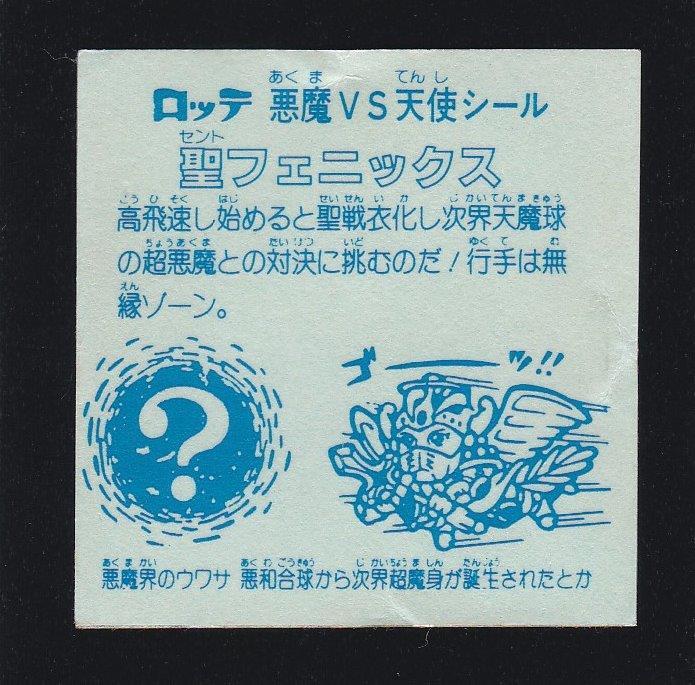 ロッテ 悪魔VS天使シール
聖フェニックス
高飛速し始めると聖戦衣化し次界天魔球
の超悪魔との対決に挑むのだ！行手は無
縁ゾーン。
?
ゴーッ!!
悪魔界のウワサ 悪和合球から次界超魔身が誕生されたとか